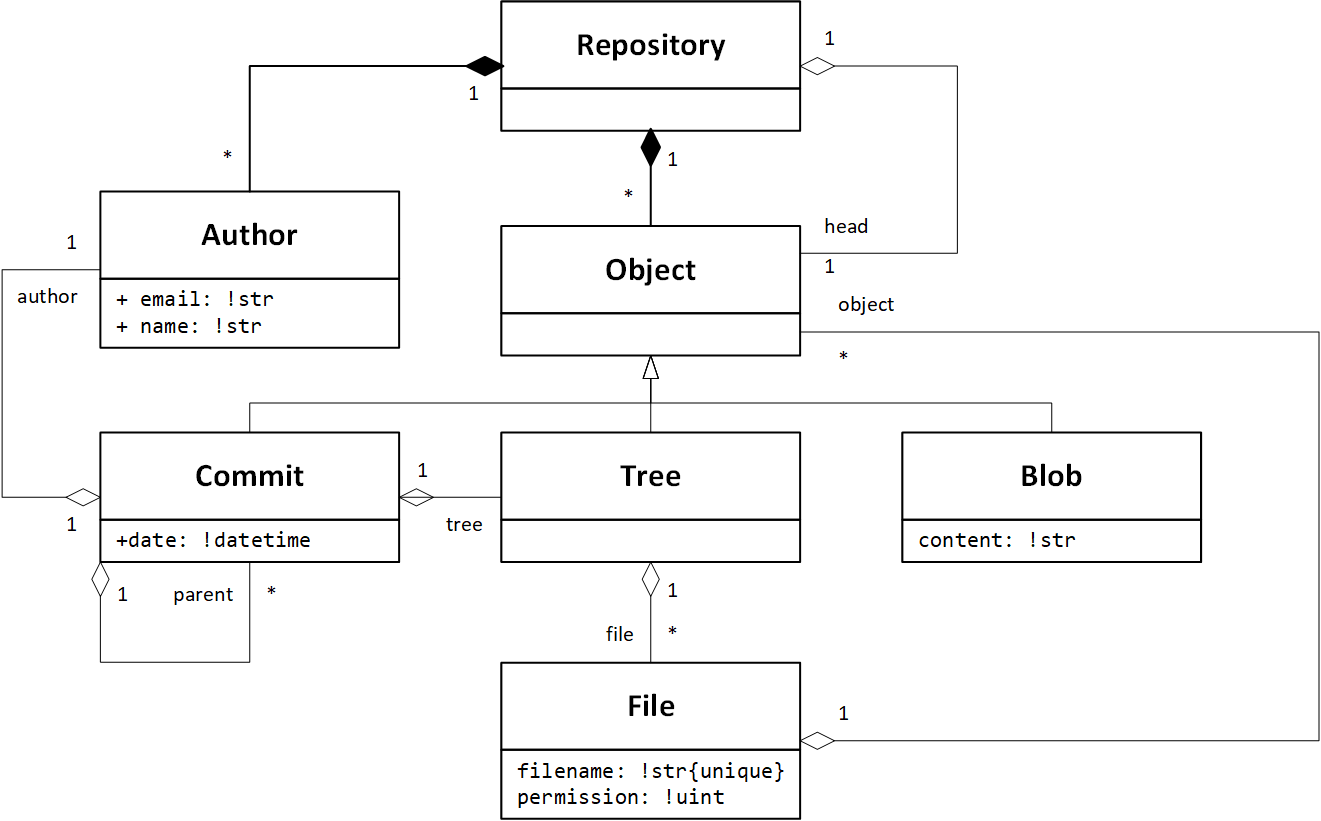 Repository
1
1
*
1
*
Author
+ email: !str
+ name: !str
1
author
Object
head
1
object
*
Commit
+date: !datetime
1
1
tree
Tree
Blob
content: !str
1
parent
*
1
file
*
File
filename: !str{unique}
permission: !uint
1